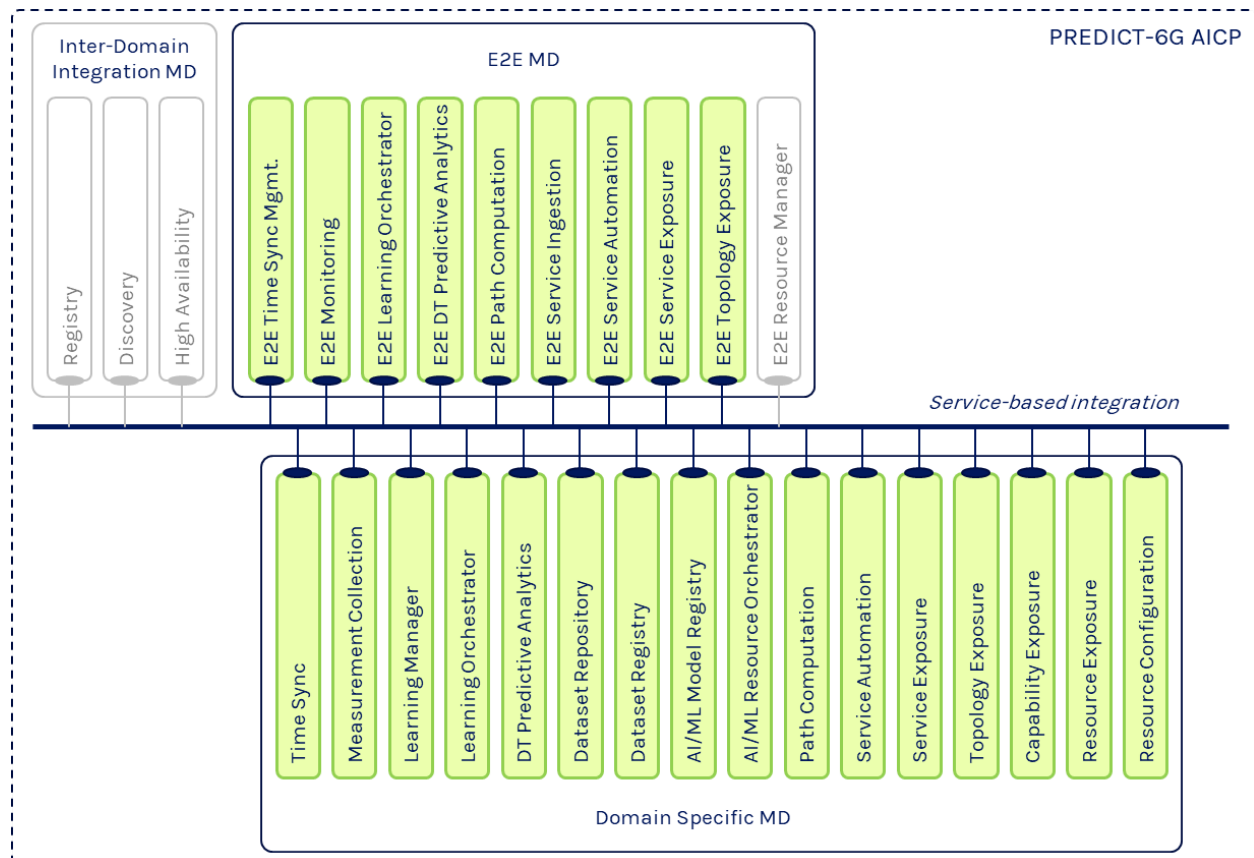 PREDICT-6G AICP
Inter-Domain
Integration MD
Registry
Discovery
High Availability
E2E MD
E2E Time Sync Mgmt.
E2E Monitoring
E2E Learning Orchestrator
E2E DT Predictive Analytics
E2E Path Computation
E2E Service Ingestion
E2E Service Automation
E2E Service Exposure
E2E Topology Exposure
E2E Resource Manager
Service-based integration
Time Sync
Measurement Collection
Learning Manager
Learning Orchestrator
DT Predictive Analytics
Dataset Repository
Dataset Registry
AI/ML Model Registry
AI/ML Resource Orchestrator
Path Computation
Service Automation
Service Exposure
Topology Exposure
Capability Exposure
Resource Exposure
Resource Configuration
Domain Specific MD